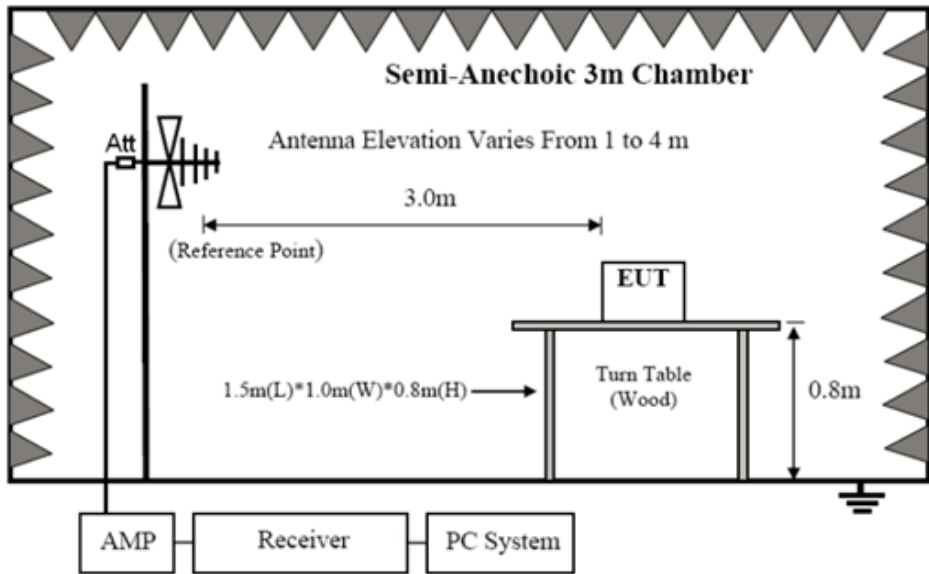 Semi-Anechoic 3m Chamber
Att
Antenna Elevation Varies From 1 to 4 m
3.0m
(Reference Point)
EUT
1.5m(L)*1.0m(W)*0.8m(H)
Turn Table
(Wood)
0.8m
AMP
Receiver
PC System